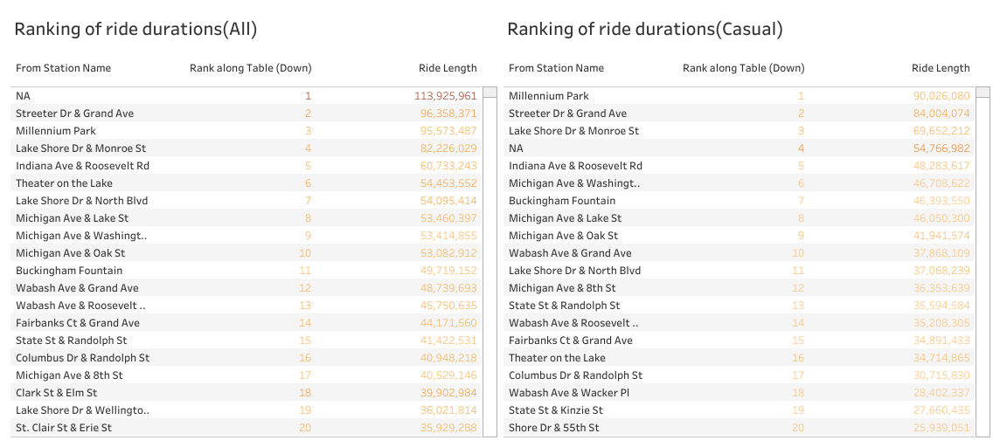 Ranking of ride durations(All)
From Station Name Rank along Table (Down) Ride Length
NA 1 113,925,961
Streeter Dr & Grand Ave 2 96,358,371
Millennium Park 3 95,573,487
Lake Shore Dr & Monroe St 4 82,226,029
Indiana Ave & Roosevelt Rd 5 60,733,243
Theater on the Lake 6 54,453,552
Lake Shore Dr & North Blvd 7 54,095,414
Michigan Ave & Lake St 8 53,460,397
Michigan Ave & Washingt.. 9 53,414,855
Michigan Ave & Oak St 10 53,082,912
Buckingham Fountain 11 49,719,152
Wabash Ave & Grand Ave 12 48,739,693
Wabash Ave & Roosevelt .. 13 45,750,635
Fairbanks Ct & Grand Ave 14 44,171,560
State St & Randolph St 15 41,422,531
Columbus Dr & Randolph St 16 40,948,218
Michigan Ave & 8th St 17 40,529,146
Clark St & Elm St 18 39,902,984
Lake Shore Dr & Wellingto.. 19 36,021,814
St. Clair St & Erie St 20 35,929,288
Ranking of ride durations(Casual)
From Station Name Rank along Table (Down) Ride Length
Millennium Park 1 90,026,080
Streeter Dr & Grand Ave 2 84,004,074
Lake Shore Dr & Monroe St 3 69,652,212
NA 4 54,766,982
Indiana Ave & Roosevelt Rd 5 48,283,617
Michigan Ave & Washingt.. 6 46,708,622
Buckingham Fountain 7 46,393,550
Michigan Ave & Lake St 8 46,050,300
Michigan Ave & Oak St 9 41,941,574
Wabash Ave & Grand Ave 10 37,868,109
Lake Shore Dr & North Blvd 11 37,068,239
Michigan Ave & 8th St 12 36,353,639
State St & Randolph St 13 35,594,584
Wabash Ave & Roosevelt .. 14 35,208,305
Fairbanks Ct & Grand Ave 15 34,891,433
Theater on the Lake 16 34,714,865
Columbus Dr & Randolph St 17 30,715,830
Wabash Ave & Wacker Pl 18 28,402,337
State St & Kinzie St 19 27,660,435
Shore Dr & 55th St 20 25,939,051